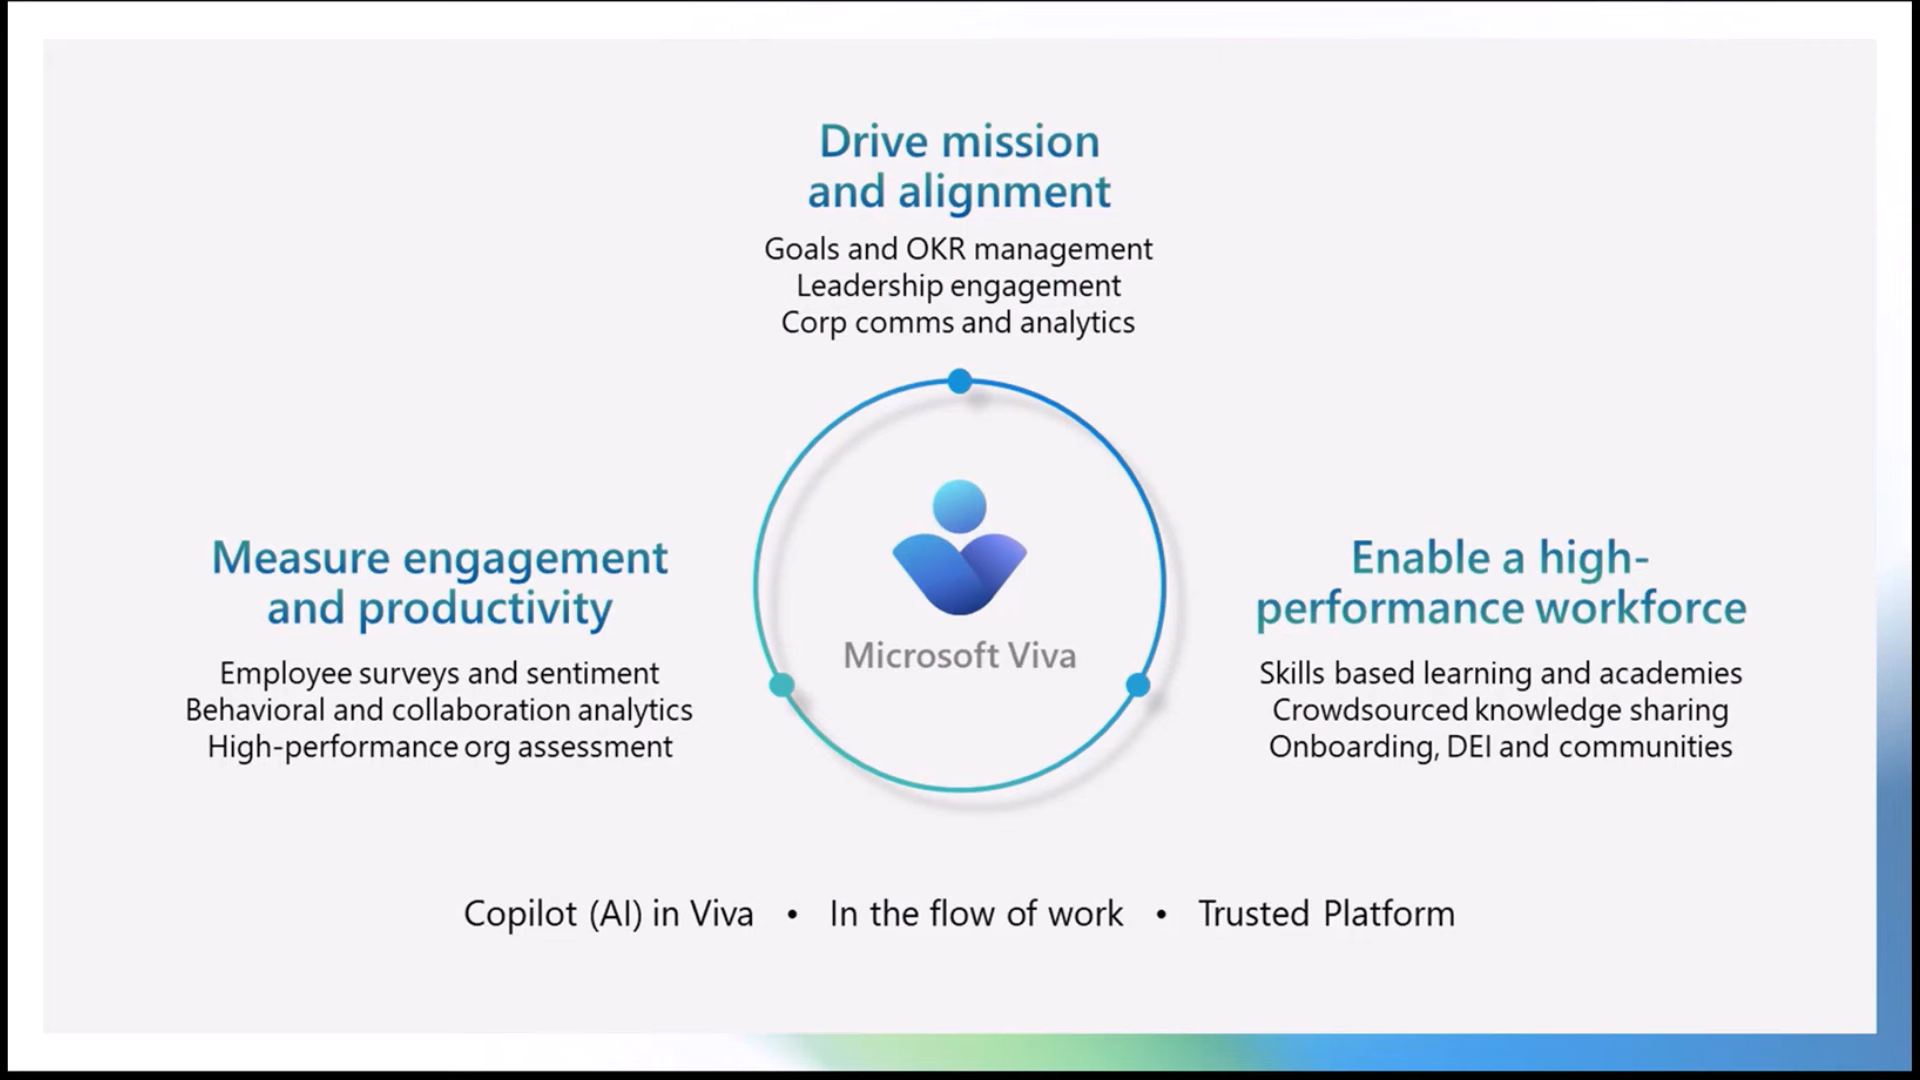 Drive mission
and alignment
Goals and OKR management
Leadership engagement
Corp comms and analytics
Measure engagement
and productivity
Employee surveys and sentiment
Behavioral and collaboration analytics
High-performance org assessment
Microsoft Viva
Enable a high-
performance workforce
Skills based learning and academies
Crowdsourced knowledge sharing
Onboarding, DEI and communities
Copilot (AI) in Viva • In the flow of work • Trusted Platform